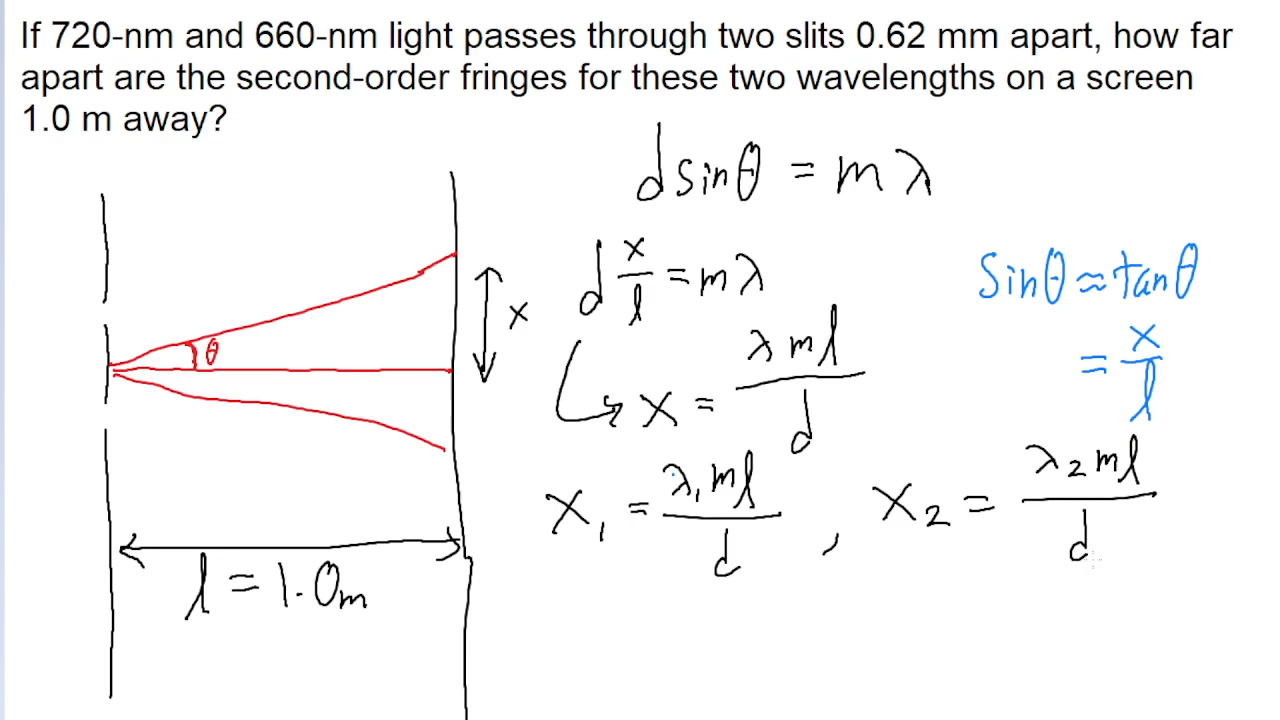 If 720-nm and 660-nm light passes through two slits 0.62 mm apart, how far
apart are the second-order fringes for these two wavelengths on a screen
1.0 m away?
d sinθ = mλ
d x/l = mλ
sinθ ≈ tanθ
= x/l
θ
x
x = λml/d
x₁ = λ₁ml/d , x₂ = λ₂ml/d
l = 1.0m